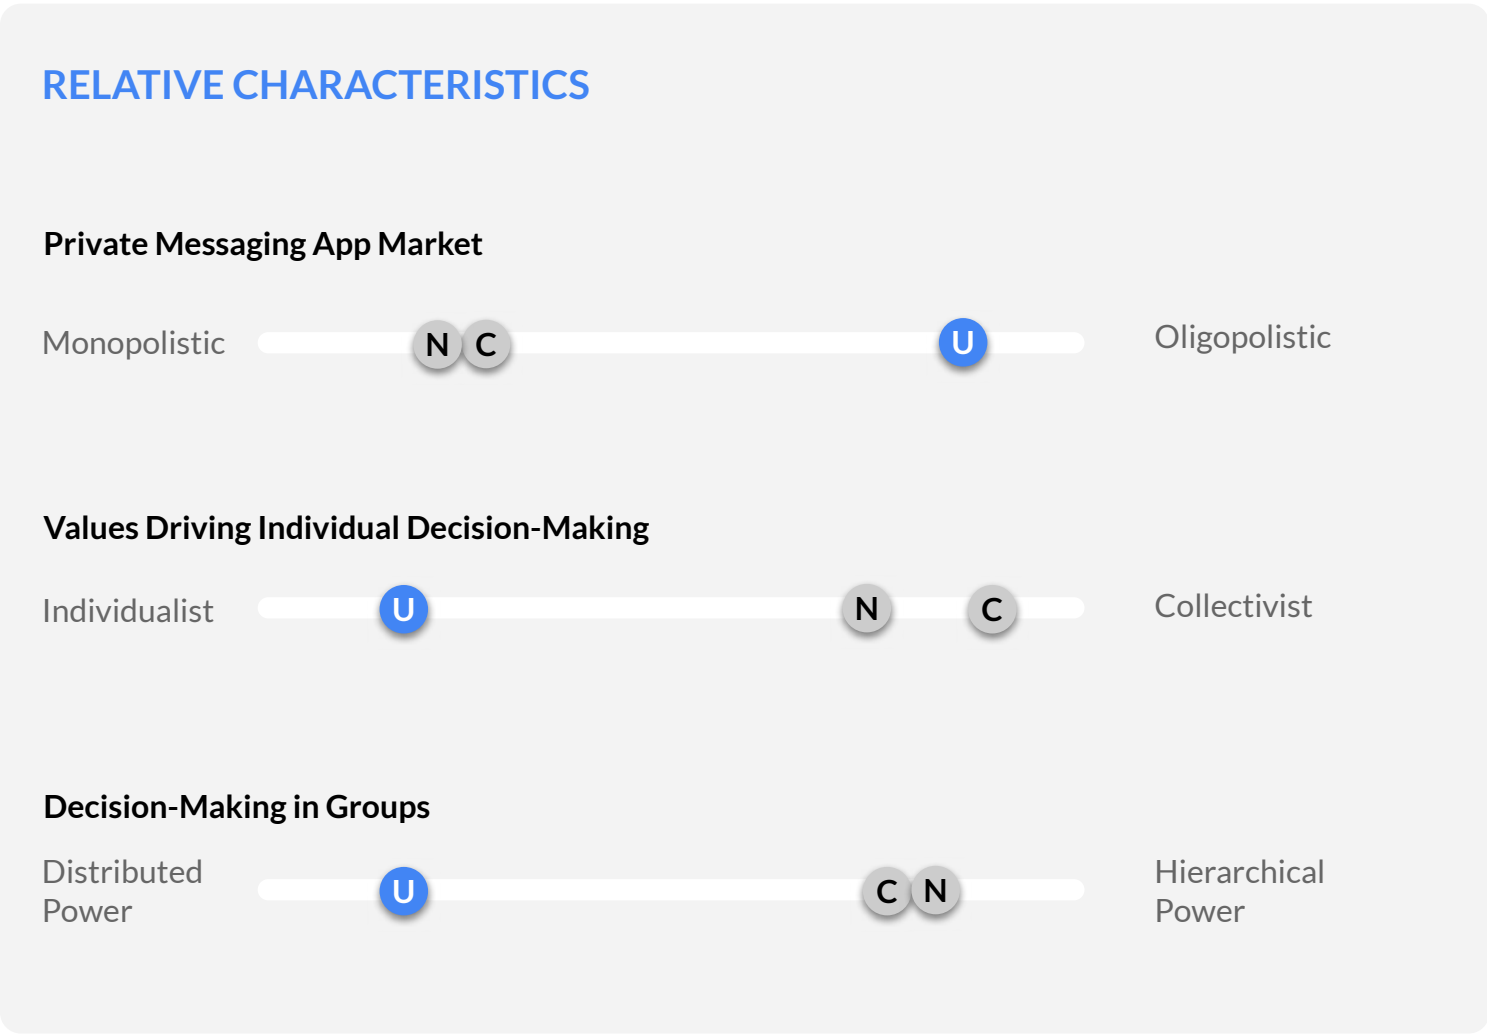 RELATIVE CHARACTERISTICS
Private Messaging App Market
Monopolistic N C U Oligopolistic
Values Driving Individual Decision-Making
Individualist U N C Collectivist
Decision-Making in Groups
Distributed
Power
U C N
Hierarchical
Power